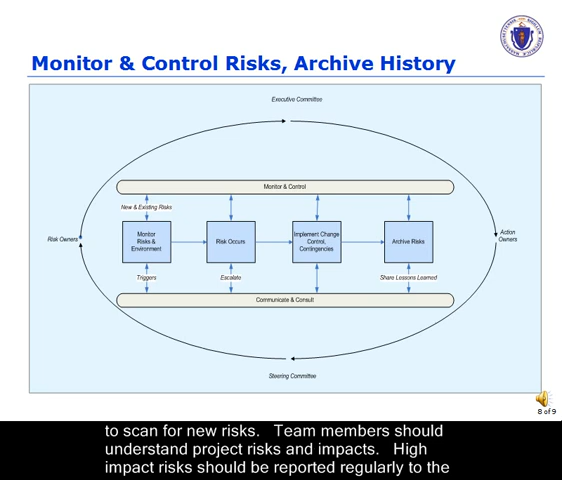 Monitor & Control Risks, Archive History
Executive Committee
Monitor & Control
New & Existing Risks
Risk Owners
Monitor
Risks &
Environment
Risk Occurs
Implement Change
Control,
Contingencies
Archive Risks
Action
Owners
Triggers
Escalate
Share Lessons Learned
Communicate & Consult
Steering Committee
8 of 9
to scan for new risks. Team members should
understand project risks and impacts. High
impact risks should be reported regularly to the